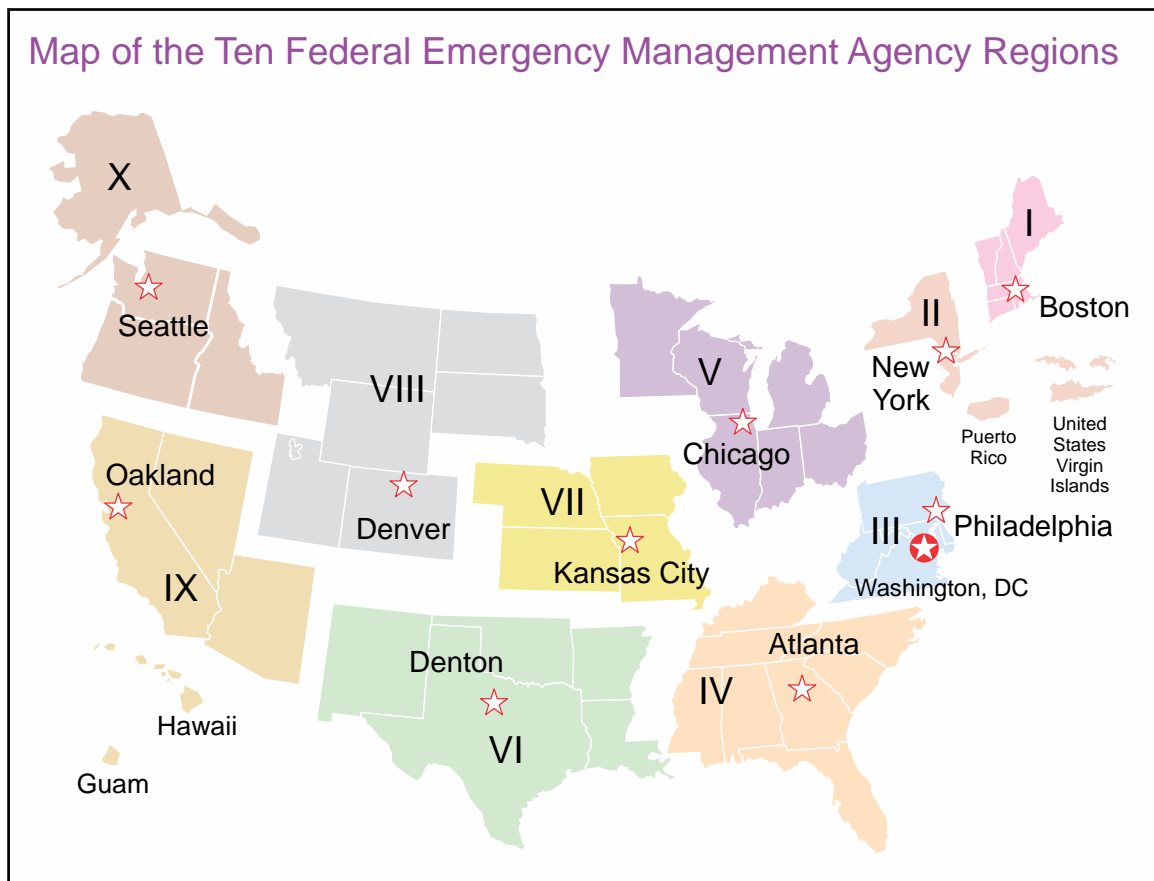 Map of the Ten Federal Emergency Management Agency Regions
X
I
Seattle
II
Boston
VIII
V
New
York
Puerto
Rico
United
States
Virgin
Islands
Oakland
Chicago
Denver
VII
III
Philadelphia
Kansas City
Washington, DC
IX
Denton
Atlanta
IV
Hawaii
VI
Guam